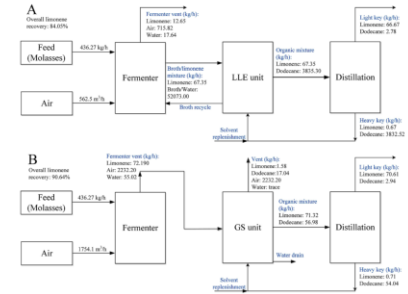 A
Overall limonene
recovery: 84.05%
Feed
(Molasses)
436.27 kg/h
Air
562.5 m³/h
Fermenter vent (kg/h):
Limonene: 12.65
Air: 715.82
Water: 17.64
Fermenter
Broth/limonene
mixture (kg/h):
Limonene: 67.35
Broth/Water:
52073.00
Broth recycle
LLE unit
Organic mixture
(kg/h):
Limonene: 67.35
Dodecane: 3835.30
Distillation
Light key (kg/h):
Limonene: 66.67
Dodecane: 2.78
Heavy key (kg/h):
Limonene: 0.67
Dodecane: 3832.52
Solvent
replenishment
B
Overall limonene
recovery: 90.64%
Feed
(Molasses)
436.27 kg/h
Air
1754.1 m³/h
Fermenter vent (kg/h):
Limonene: 72.190
Air: 2232.20
Water: 55.02
Fermenter
Vent (kg/h):
Limonene: 1.58
Dodecane: 17.04
Air: 2232.20
Water: trace
GS unit
Organic mixture
(kg/h):
Limonene: 71.32
Dodecane: 56.98
Water drain
Distillation
Light key (kg/h):
Limonene: 70.61
Dodecane: 2.94
Heavy key (kg/h):
Limonene: 0.71
Dodecane: 54.04
Solvent
replenishment